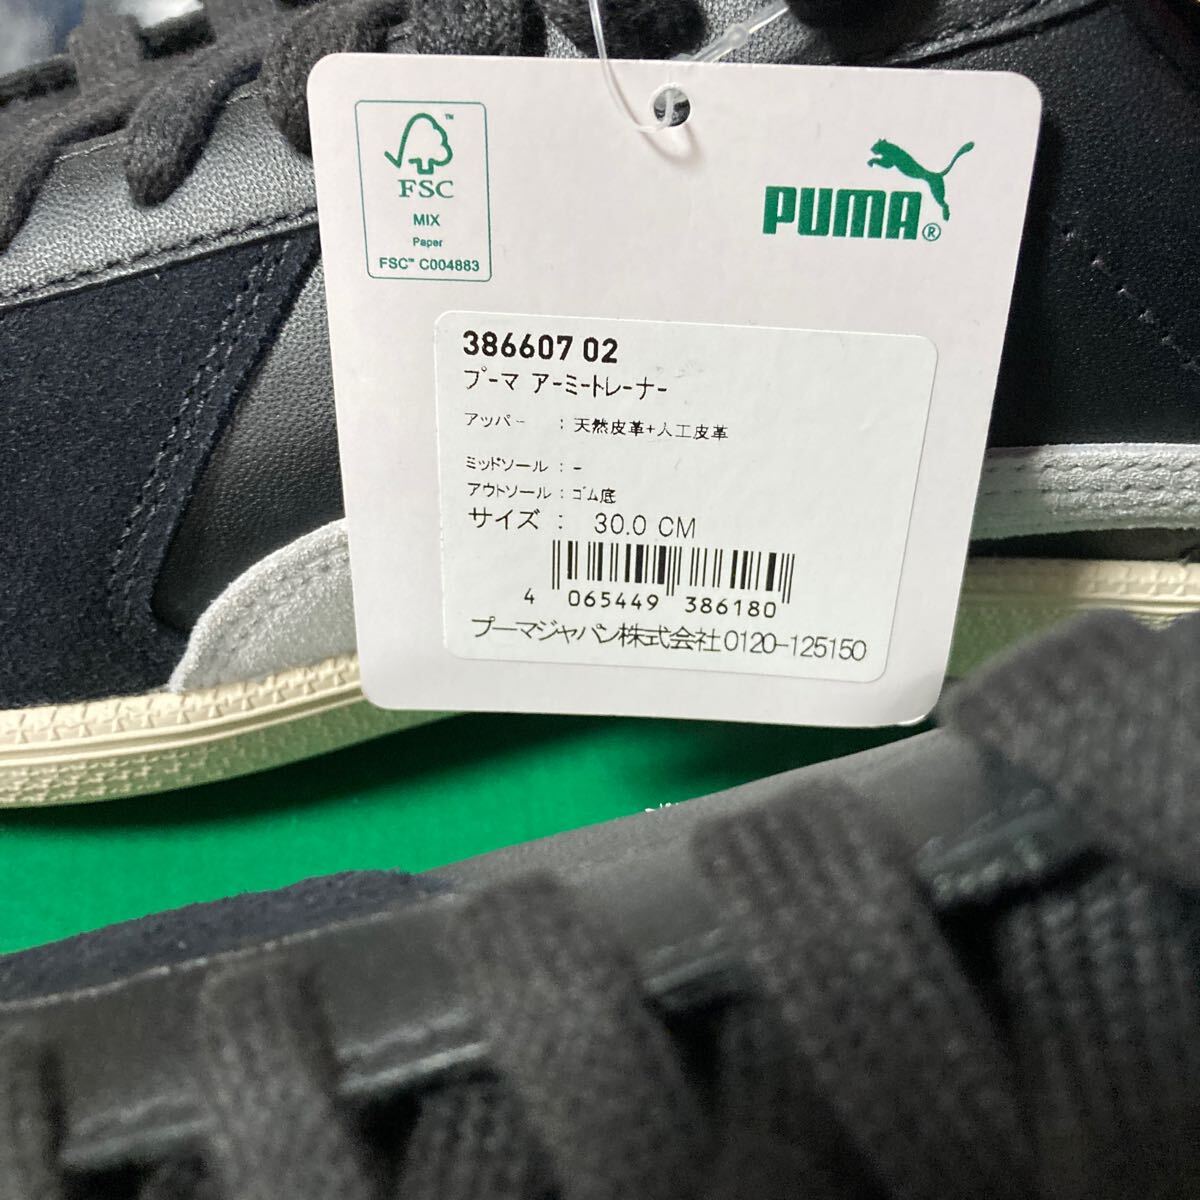 FSC™
MIX
Paper
FSC™ C004883
PUMA®
386607 02
プーマ アーミートレーナー
アッパー : 天然皮革+人工皮革
ミッドソール : -
アウトソール : ゴム底
サイズ : 30.0 CM
4 065449 386180
プーマジャパン株式会社 0120-125150